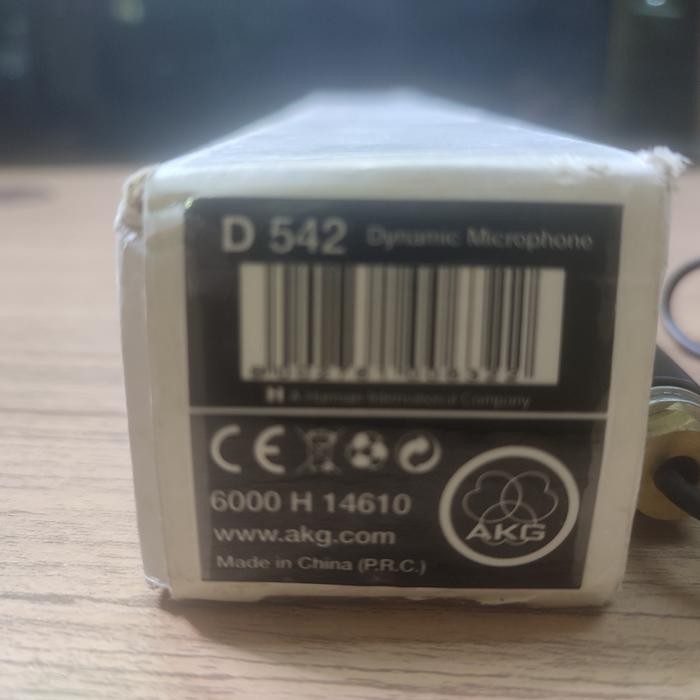 D 542 Dynamic Microphone
H A Harman International Company
CE
6000 H 14610
www.akg.com
Made in China (P.R.C.)
AKG